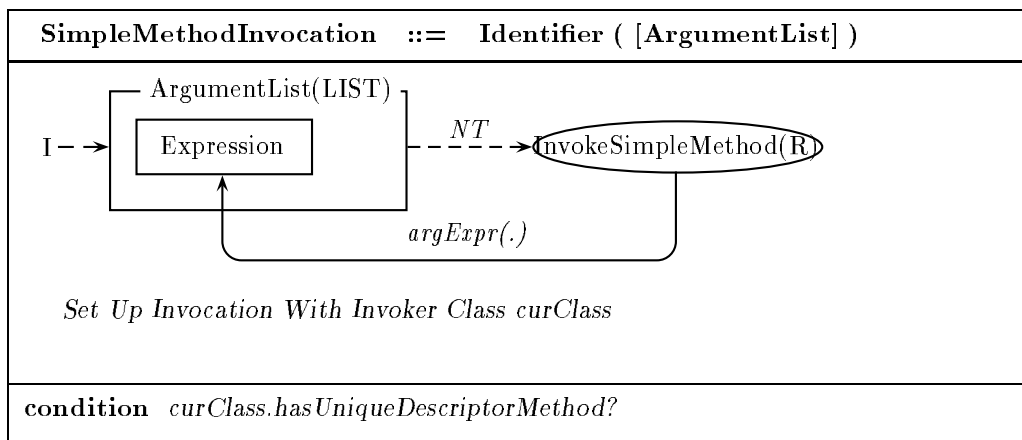 SimpleMethodInvocation ::= Identifier ( [ArgumentList] )
ArgumentList(LIST)
I Expression NT InvokeSimpleMethod(R)
argExpr(.)
Set Up Invocation With Invoker Class curClass
condition curClass.hasUniqueDescriptorMethod?